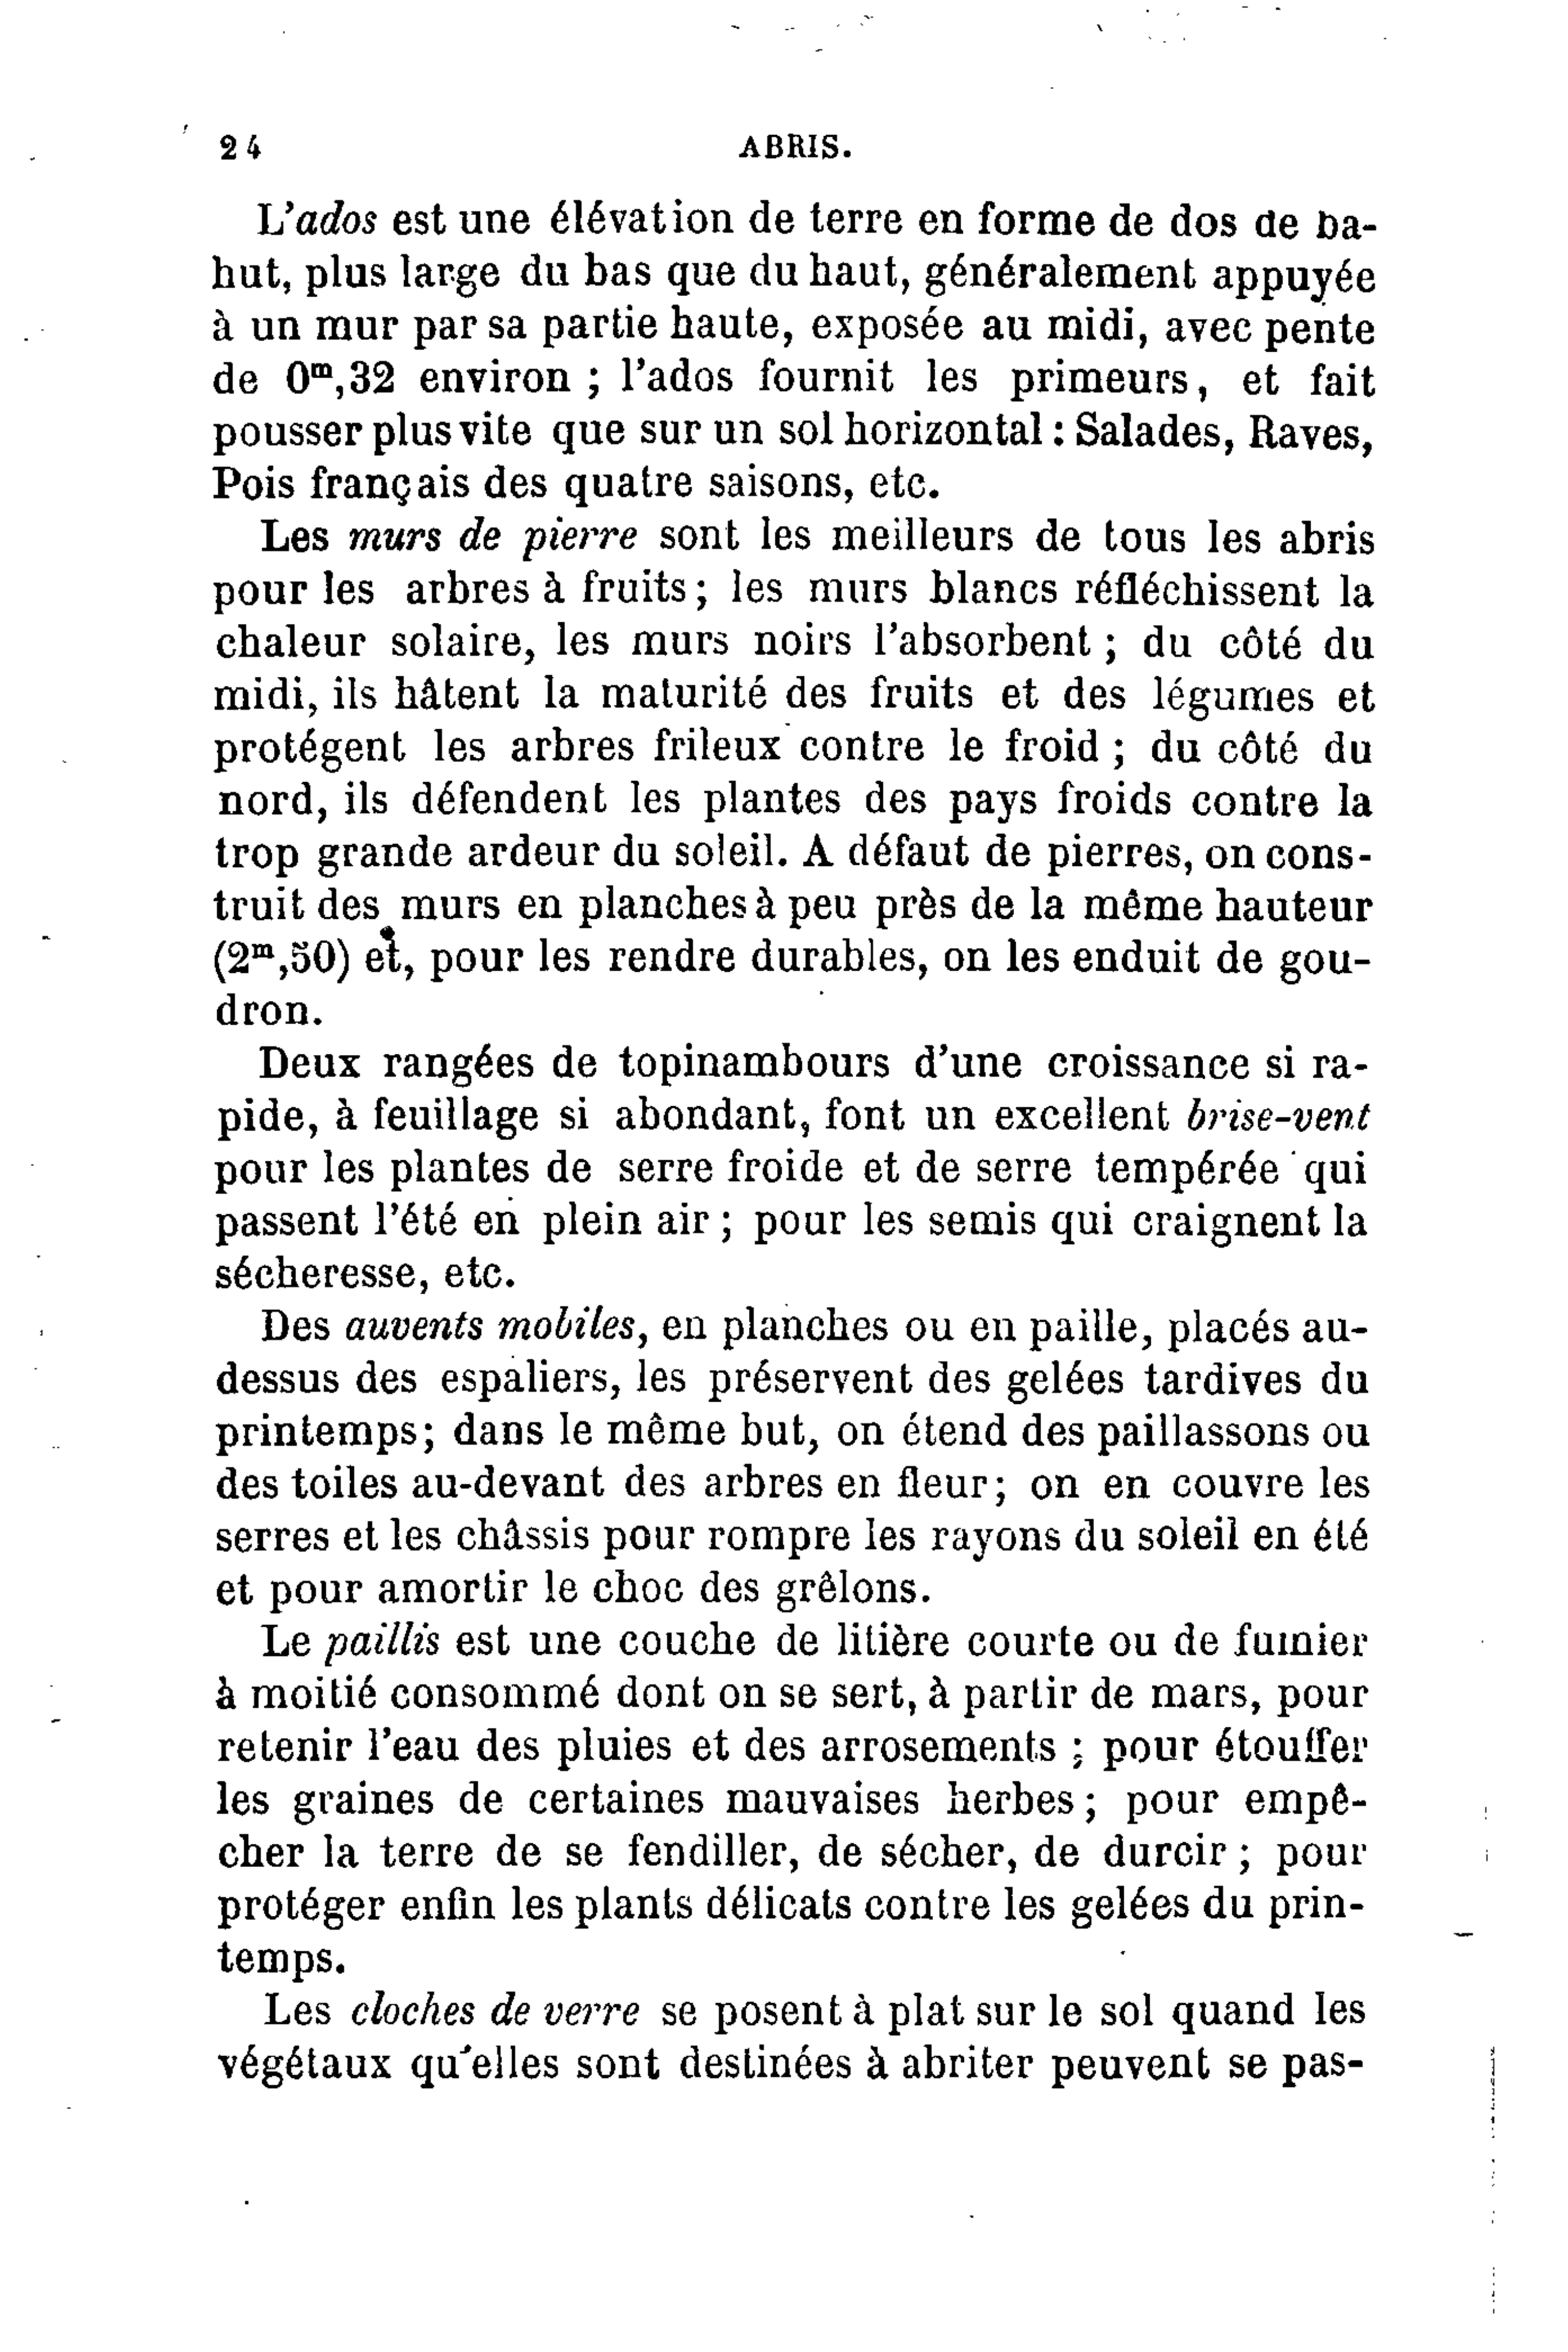 24 ABRIS.
L'ados est une élévation de terre en forme de dos de ba-
hut, plus large du bas que du haut, généralement appuyée
à un mur par sa partie haute, exposée au midi, avec pente
de 0ᵐ,32 environ ; l'ados fournit les primeurs, et fait
pousser plus vite que sur un sol horizontal : Salades, Raves,
Pois français des quatre saisons, etc.
Les murs de pierre sont les meilleurs de tous les abris
pour les arbres à fruits ; les murs blancs réfléchissent la
chaleur solaire, les murs noirs l'absorbent ; du côté du
midi, ils hâtent la maturité des fruits et des légumes et
protégent les arbres frileux contre le froid ; du côté du
nord, ils défendent les plantes des pays froids contre la
trop grande ardeur du soleil. A défaut de pierres, on cons-
truit des murs en planches à peu près de la même hauteur
(2ᵐ,50) et, pour les rendre durables, on les enduit de gou-
dron.
Deux rangées de topinambours d'une croissance si ra-
pide, à feuillage si abondant, font un excellent brise-vent
pour les plantes de serre froide et de serre tempérée qui
passent l'été en plein air ; pour les semis qui craignent la
sécheresse, etc.
Des auvents mobiles, en planches ou en paille, placés au-
dessus des espaliers, les préservent des gelées tardives du
printemps; dans le même but, on étend des paillassons ou
des toiles au-devant des arbres en fleur; on en couvre les
serres et les châssis pour rompre les rayons du soleil en été
et pour amortir le choc des grêlons.
Le paillis est une couche de litière courte ou de fumier
à moitié consommé dont on se sert, à partir de mars, pour
retenir l'eau des pluies et des arrosements ; pour étouffer
les graines de certaines mauvaises herbes ; pour empê-
cher la terre de se fendiller, de sécher, de durcir ; pour
protéger enfin les plants délicats contre les gelées du prin-
temps.
Les cloches de verre se posent à plat sur le sol quand les
végétaux qu'elles sont destinées à abriter peuvent se pas-